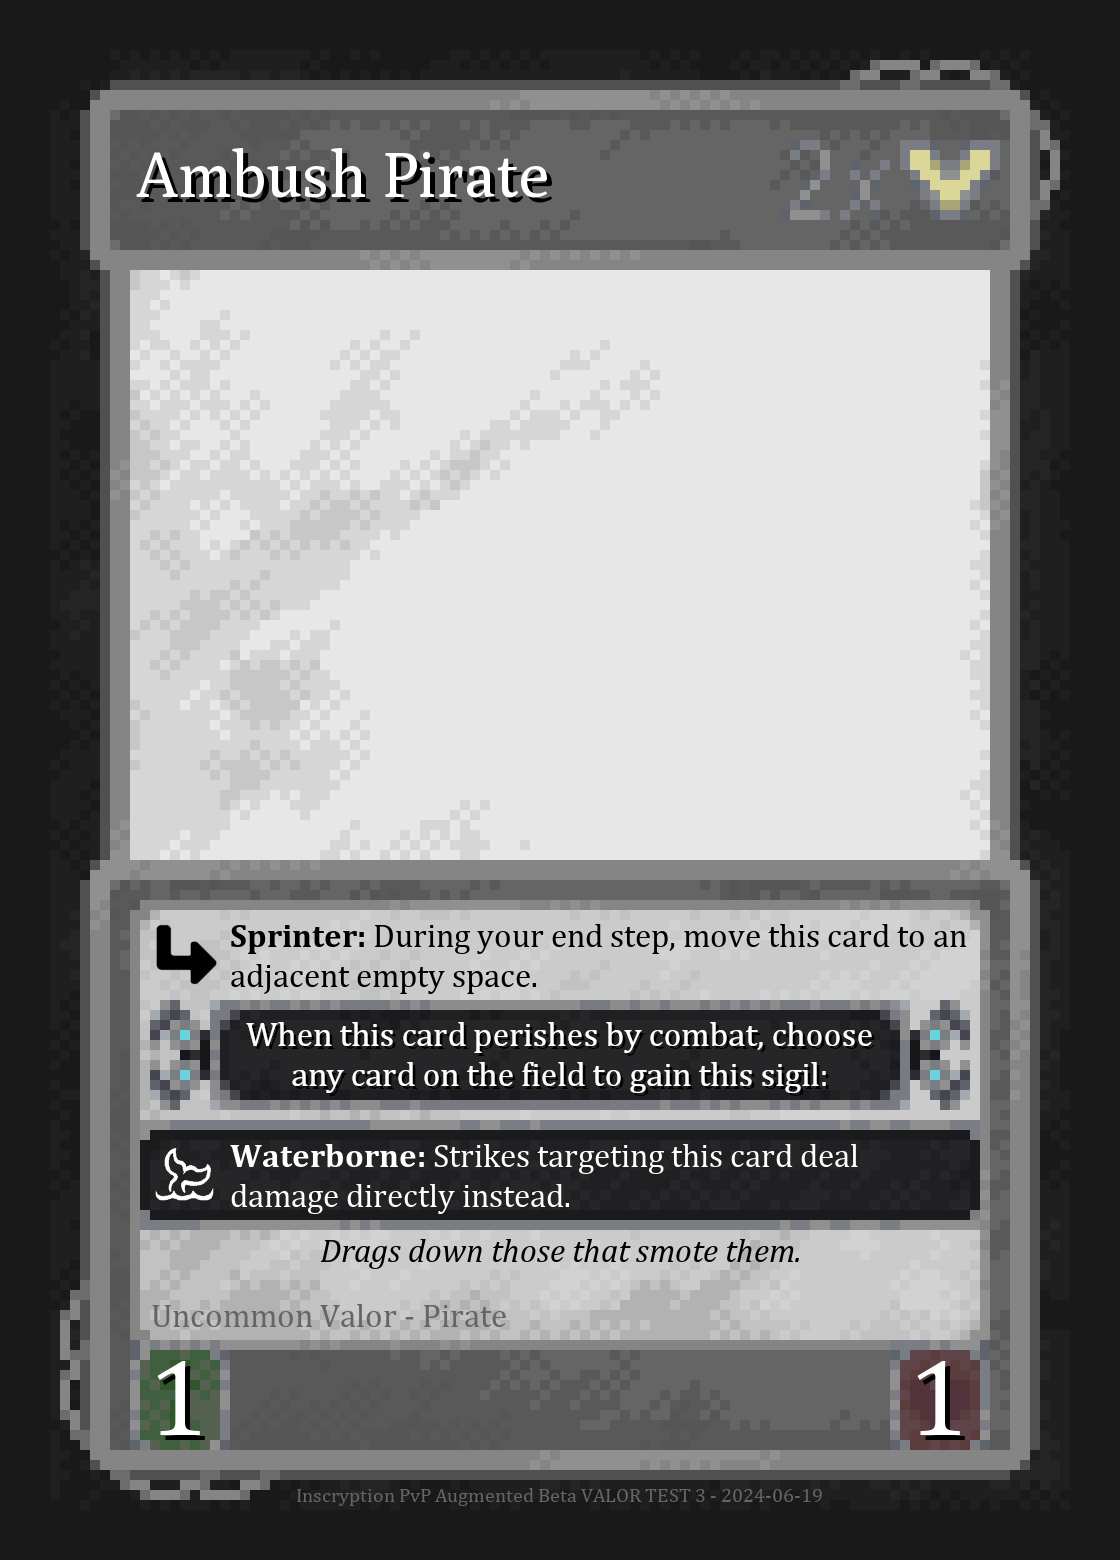 Ambush Pirate 2x
Sprinter: During your end step, move this card to an
adjacent empty space.
When this card perishes by combat, choose
any card on the field to gain this sigil:
Waterborne: Strikes targeting this card deal
damage directly instead.
Drags down those that smote them.
Uncommon Valor - Pirate
1 1
Inscryption PvP Augmented Beta VALOR TEST 3 - 2024-06-19